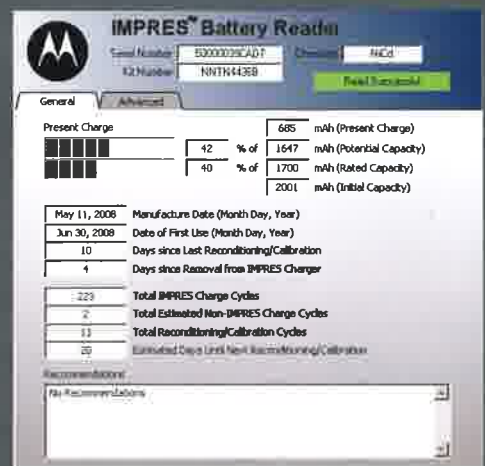 IMPRES™ Battery Reader
Serial Number
Chemistry NiCd
Kit Number NNTN4436B
Read Successful
General Advanced
Present Charge
685 mAh (Present Charge)
42 % of 1647 mAh (Potential Capacity)
40 % of 1700 mAh (Rated Capacity)
2001 mAh (Initial Capacity)
May 11, 2008 Manufacture Date (Month Day, Year)
Jun 30, 2008 Date of First Use (Month Day, Year)
10 Days since Last Reconditioning/Calibration
4 Days since Removal from IMPRES Charger
223 Total IMPRES Charge Cycles
2 Total Estimated Non-IMPRES Charge Cycles
13 Total Reconditioning/Calibration Cycles
Estimated Days Until Next Reconditioning/Calibration
Recommendations
No Recommendations